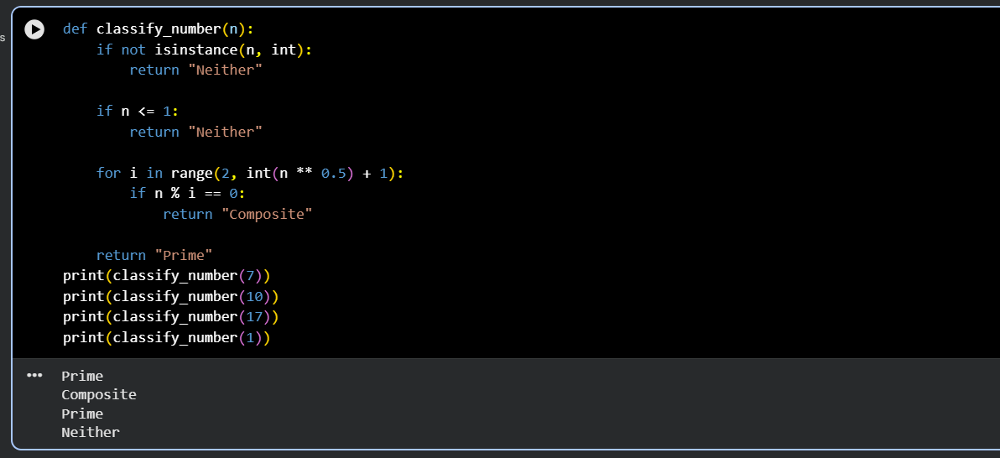 s
def classify_number(n):
    if not isinstance(n, int):
        return "Neither"

    if n <= 1:
        return "Neither"

    for i in range(2, int(n ** 0.5) + 1):
        if n % i == 0:
            return "Composite"

    return "Prime"
print(classify_number(7))
print(classify_number(10))
print(classify_number(17))
print(classify_number(1))
Prime
Composite
Prime
Neither